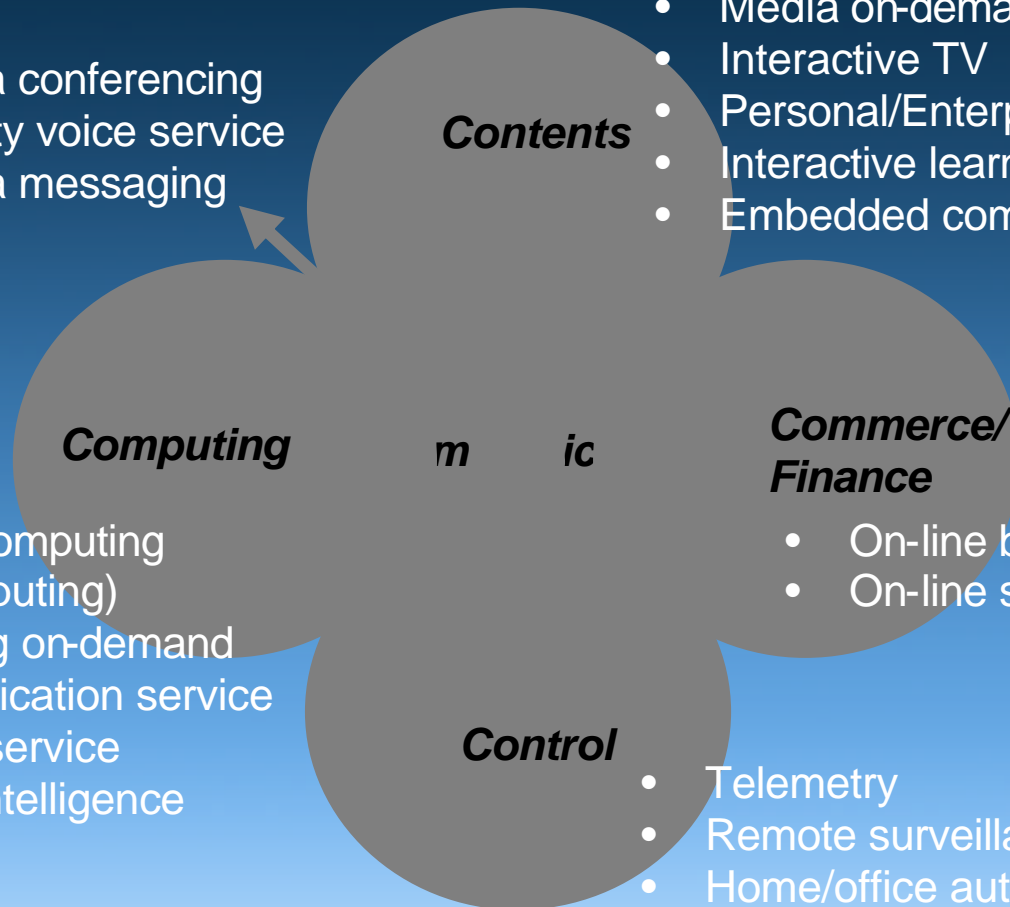 Media on-dema
Interactive TV
Personal/Enterp
Interactive learn
Embedded com
a conferencing
ty voice service
a messaging
Contents
Computing
m ic
Commerce/
Finance
• On-line b
• On-line s
omputing
outing)
g on-demand
ication service
service
ntelligence
Control
• Telemetry
• Remote surveilla
• Home/office aut